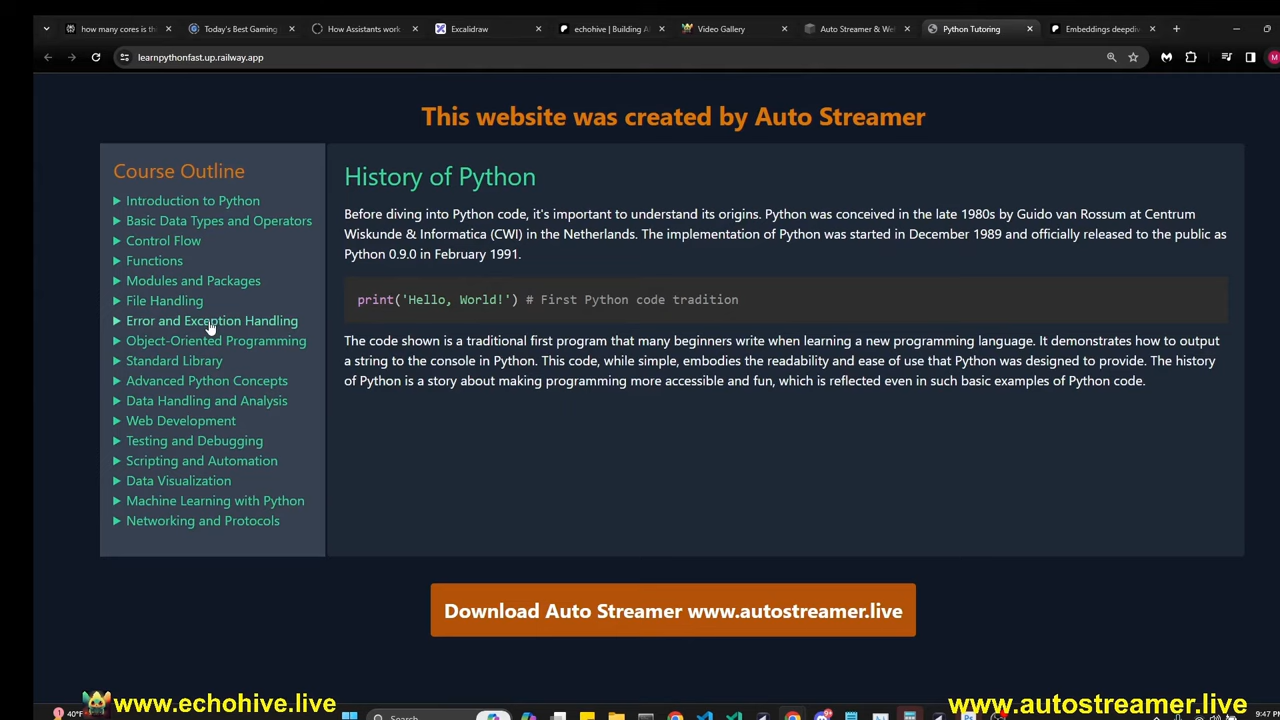 how many cores is th
Today's Best Gaming
How Assistants work
Excalidraw
echohive | Building AI
Video Gallery
Auto Streamer & We
Python Tutoring
Embeddings deepdiv
learnpythonfast.up.railway.app
This website was created by Auto Streamer
Course Outline
Introduction to Python
Basic Data Types and Operators
Control Flow
Functions
Modules and Packages
File Handling
Error and Exception Handling
Object-Oriented Programming
Standard Library
Advanced Python Concepts
Data Handling and Analysis
Web Development
Testing and Debugging
Scripting and Automation
Data Visualization
Machine Learning with Python
Networking and Protocols
History of Python
Before diving into Python code, it's important to understand its origins. Python was conceived in the late 1980s by Guido van Rossum at Centrum
Wiskunde & Informatica (CWI) in the Netherlands. The implementation of Python was started in December 1989 and officially released to the public as
Python 0.9.0 in February 1991.
print('Hello, World!') # First Python code tradition
The code shown is a traditional first program that many beginners write when learning a new programming language. It demonstrates how to output
a string to the console in Python. This code, while simple, embodies the readability and ease of use that Python was designed to provide. The history
of Python is a story about making programming more accessible and fun, which is reflected even in such basic examples of Python code.
Download Auto Streamer www.autostreamer.live
www.echohive.live
www.autostreamer.live
40°F
Search
9:47 PM